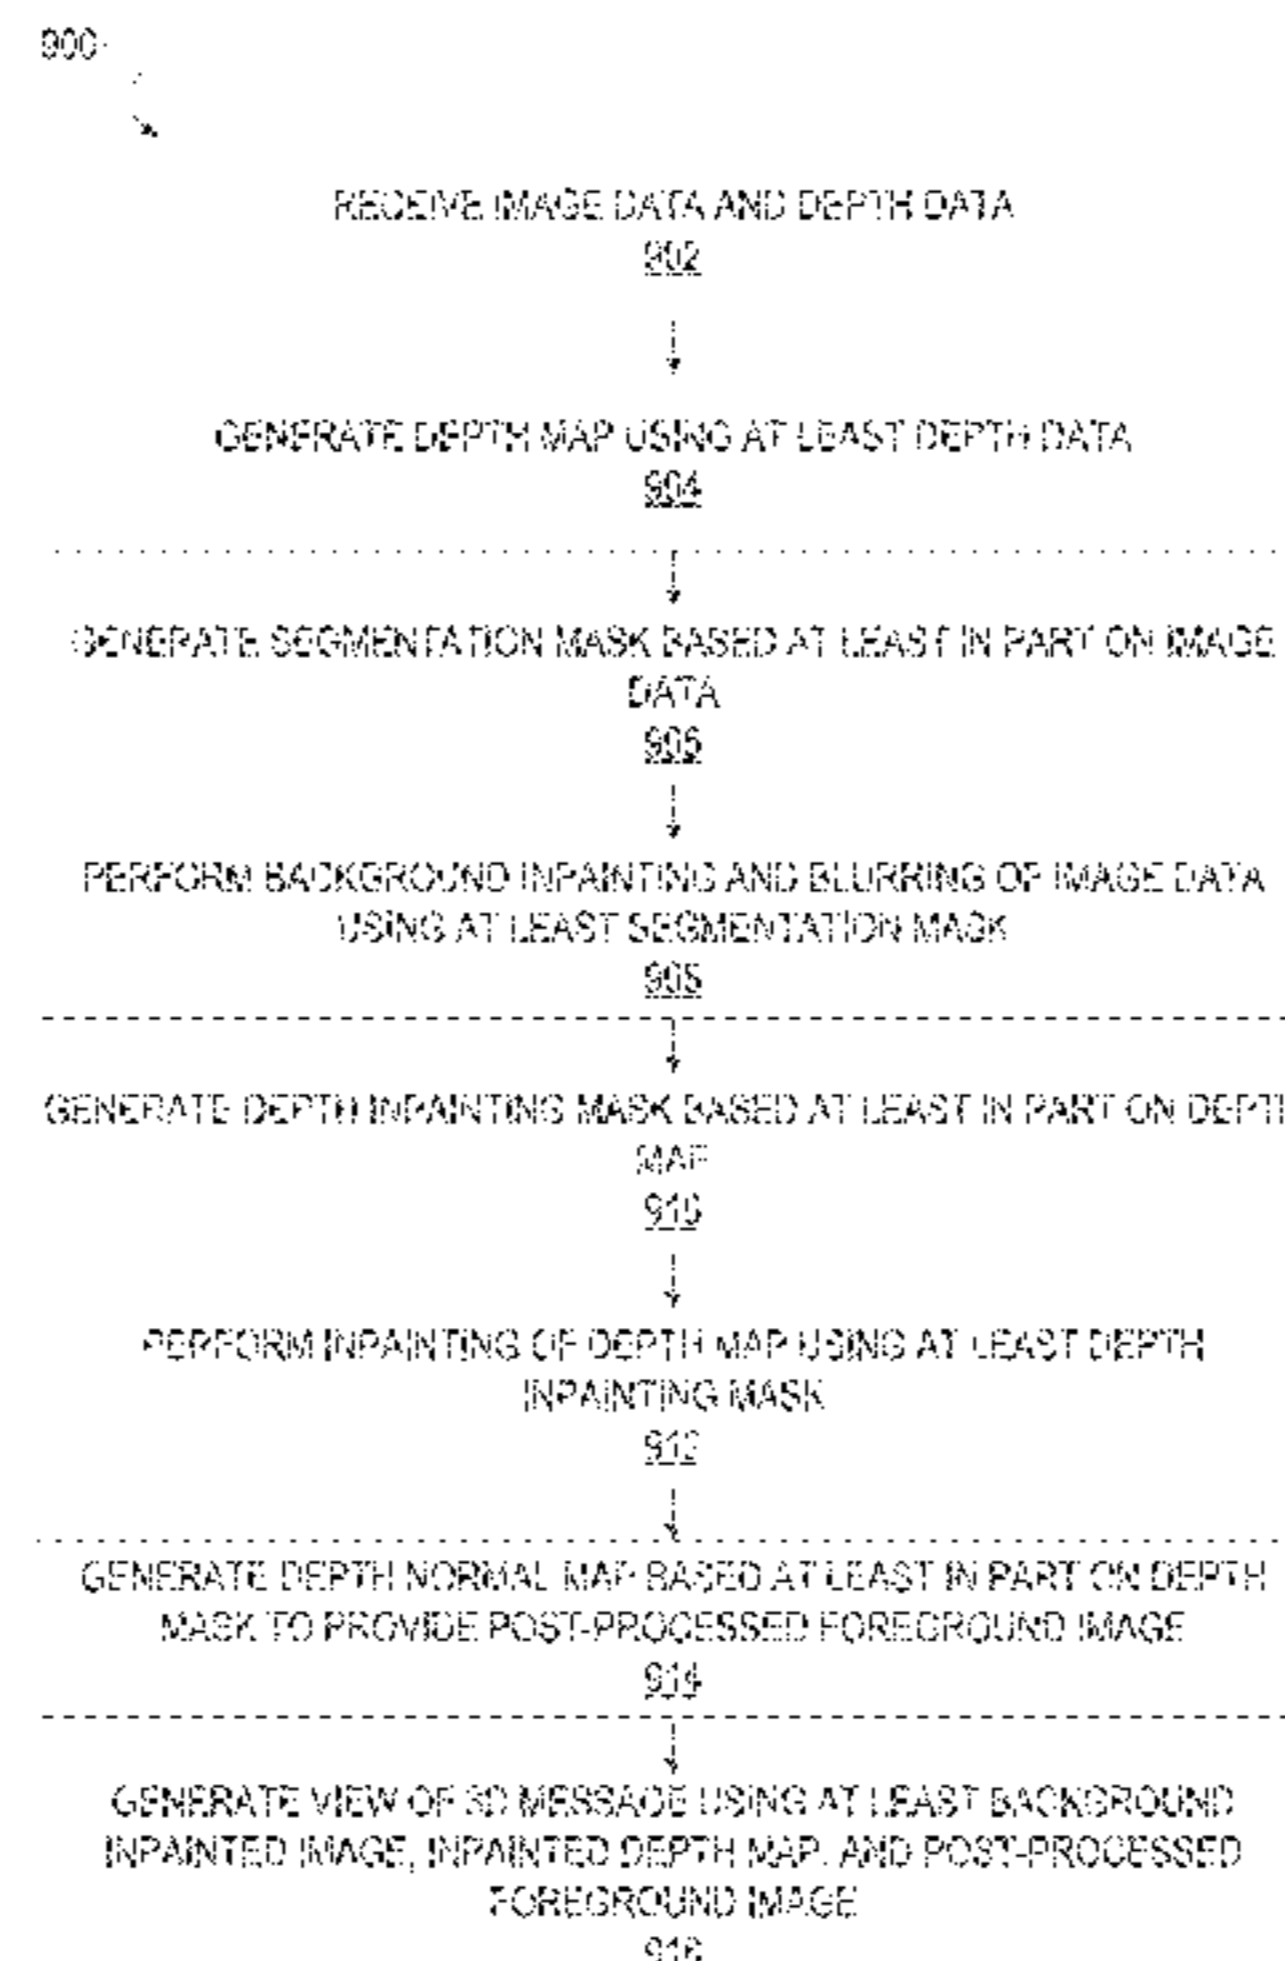 900
RECEIVE IMAGE DATA AND DEPTH DATA
902
GENERATE DEPTH MAP USING AT LEAST DEPTH DATA
904
GENERATE SEGMENTATION MASK BASED AT LEAST IN PART ON IMAGE
DATA
906
PERFORM BACKGROUND INPAINTING AND BLURRING OF IMAGE DATA
USING AT LEAST SEGMENTATION MASK
908
GENERATE DEPTH INPAINTING MASK BASED AT LEAST IN PART ON DEPTH
MAP
910
PERFORM INPAINTING OF DEPTH MAP USING AT LEAST DEPTH
INPAINTING MASK
912
GENERATE DEPTH NORMAL MAP BASED AT LEAST IN PART ON DEPTH
MASK TO PROVIDE POST-PROCESSED FOREGROUND IMAGE
914
GENERATE VIEW OF 3D MESSAGE USING AT LEAST BACKGROUND
INPAINTED IMAGE, INPAINTED DEPTH MAP, AND POST-PROCESSED
FOREGROUND IMAGE
916